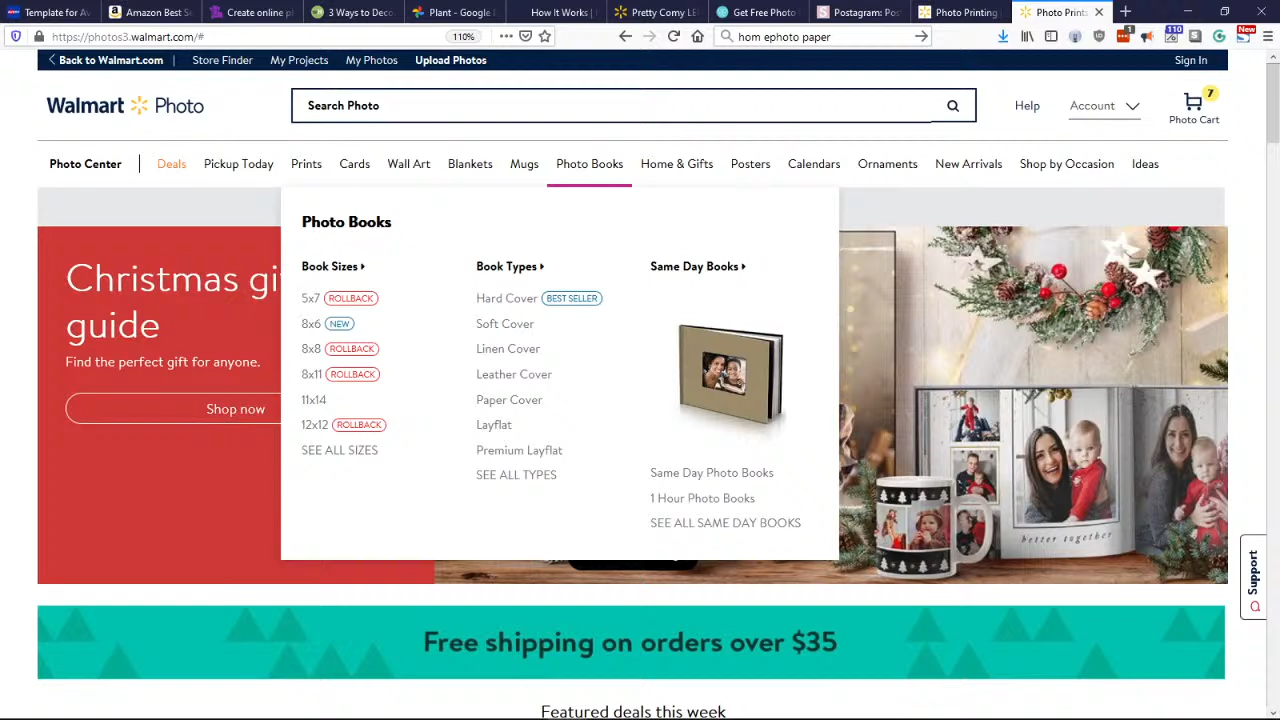 Template for Avo
Amazon Best Se
Create online ph
3 Ways to Deco
Plant - Google P
How It Works |
Pretty Comy LE
Get Free Photo
Postagram: Pos
Photo Printing
Photo Prints
https://photos3.walmart.com/#
110%
hom ephoto paper
1
110
New
Back to Walmart.com
Store Finder
My Projects
My Photos
Upload Photos
Sign In
Walmart Photo
Search Photo
Help
Account
7
Photo Cart
Photo Center
Deals
Pickup Today
Prints
Cards
Wall Art
Blankets
Mugs
Photo Books
Home & Gifts
Posters
Calendars
Ornaments
New Arrivals
Shop by Occasion
Ideas
Christmas gi
guide
Find the perfect gift for anyone.
Shop now
Photo Books
Book Sizes
5x7 ROLLBACK
8x6 NEW
8x8 ROLLBACK
8x11 ROLLBACK
11x14
12x12 ROLLBACK
SEE ALL SIZES
Book Types
Hard Cover BEST SELLER
Soft Cover
Linen Cover
Leather Cover
Paper Cover
Layflat
Premium Layflat
SEE ALL TYPES
Same Day Books
Same Day Photo Books
1 Hour Photo Books
SEE ALL SAME DAY BOOKS
better together
Support
Free shipping on orders over $35
Featured deals this week